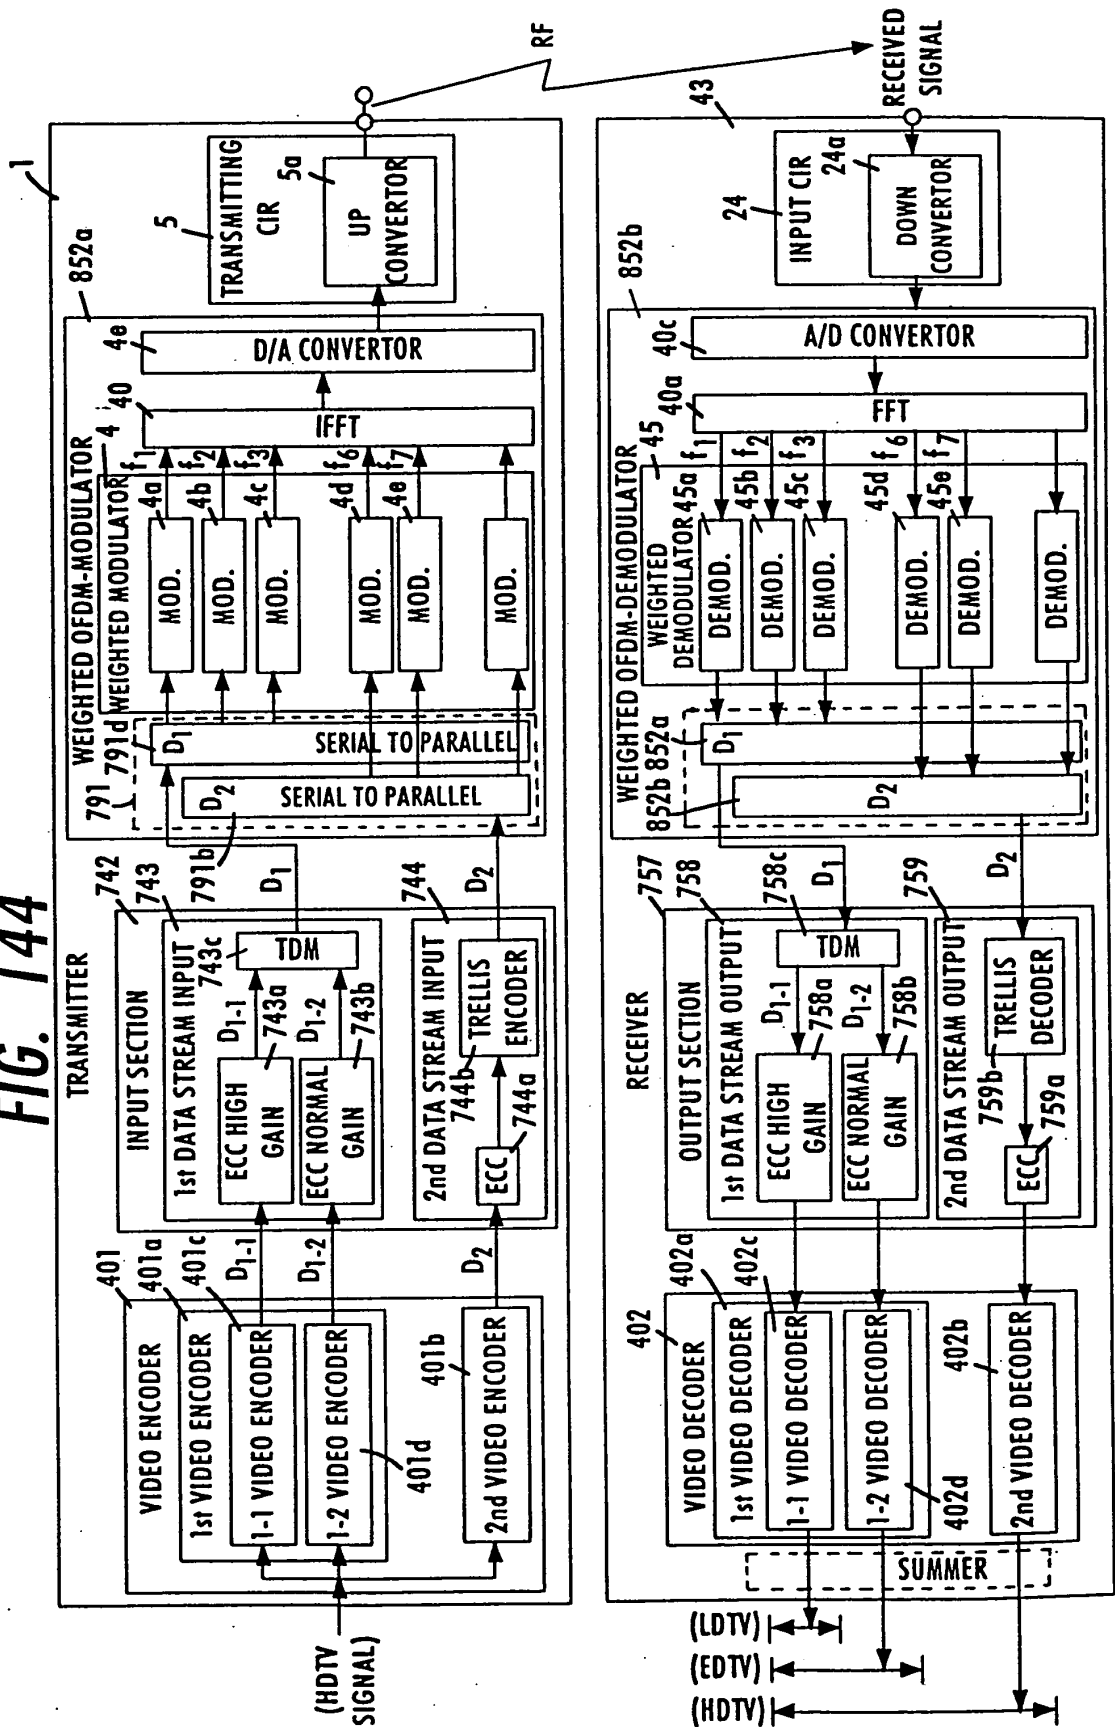 FIG. 144
TRANSMITTER
1
(HDTV
SIGNAL)
VIDEO ENCODER
401
1st VIDEO ENCODER
401a
1-1 VIDEO ENCODER
401c
1-2 VIDEO ENCODER
401d
2nd VIDEO ENCODER
401b
D1-1
D1-2
D2
INPUT SECTION
742
1st DATA STREAM INPUT
743
ECC HIGH
GAIN
743a
ECC NORMAL
GAIN
743b
D1-1
D1-2
743c
TDM
2nd DATA STREAM INPUT
744
ECC
744a
744b
TRELLIS
ENCODER
D1
D2
WEIGHTED OFDM-MODULATOR
852a
791
791d
WEIGHTED MODULATOR
4
D1
SERIAL TO PARALLEL
D2
SERIAL TO PARALLEL
791b
MOD.
4a
f1
MOD.
4b
f2
MOD.
4c
f3
MOD.
4d
f6
MOD.
4e
f7
MOD.
40
IFFT
4e
D/A CONVERTOR
5
TRANSMITTING
CIR
5a
UP
CONVERTOR
RF
RECEIVED
SIGNAL
RECEIVER
43
24
INPUT CIR
24a
DOWN
CONVERTOR
WEIGHTED OFDM-DEMODULATOR
852b
40c
A/D CONVERTOR
40a
FFT
WEIGHTED
DEMODULATOR
45
f1
45a
DEMOD.
f2
45b
DEMOD.
f3
45c
DEMOD.
f6
45d
DEMOD.
f7
45e
DEMOD.
DEMOD.
852a
D1
852b
D2
D1
D2
OUTPUT SECTION
757
1st DATA STREAM OUTPUT
758
758c
TDM
D1-1
D1-2
ECC HIGH
GAIN
758a
ECC NORMAL
GAIN
758b
2nd DATA STREAM OUTPUT
759
759b
TRELLIS
DECODER
ECC
759a
VIDEO DECODER
402
1st VIDEO DECODER
402a
1-1 VIDEO DECODER
402c
1-2 VIDEO DECODER
402d
2nd VIDEO DECODER
402b
SUMMER
(LDTV)
(EDTV)
(HDTV)